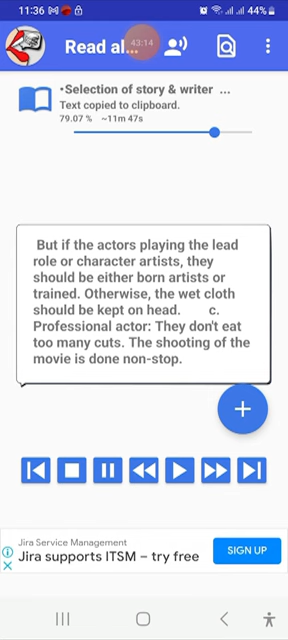 11:36 44%
Read al... 43:14
•Selection of story & writer ...
Text copied to clipboard.
79.07 % ~11m 47s
But if the actors playing the lead
role or character artists, they
should be either born artists or
trained. Otherwise, the wet cloth
should be kept on head. c.
Professional actor: They don't eat
too many cuts. The shooting of the
movie is done non-stop.
Jira Service Management
Jira supports ITSM – try free
SIGN UP